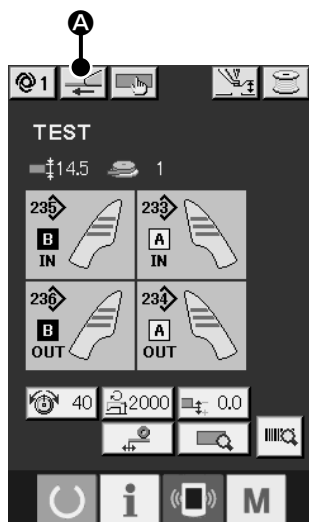 A
1
TEST
14.5 1
235 233
B A
IN IN
236 234
B A
OUT OUT
40 2000 0.0
i M